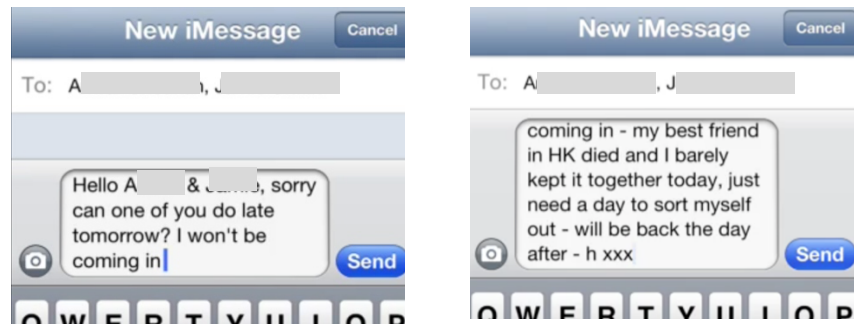 New iMessage Cancel
To: A , J
Hello A & , sorry
can one of you do late
tomorrow? I won't be
coming in
Send
Q W E R T Y U I O P
New iMessage Cancel
To: A , J
coming in - my best friend
in HK died and I barely
kept it together today, just
need a day to sort myself
out - will be back the day
after - h xxx
Send
Q W E R T Y U I O P